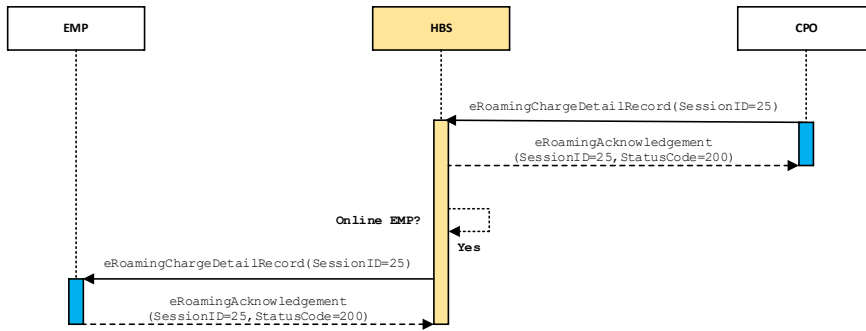 EMP
HBS
CPO
eRoamingChargeDetailRecord(SessionID=25)
eRoamingAcknowledgement
(SessionID=25,StatusCode=200)
Online EMP?
Yes
eRoamingChargeDetailRecord(SessionID=25)
eRoamingAcknowledgement
(SessionID=25,StatusCode=200)